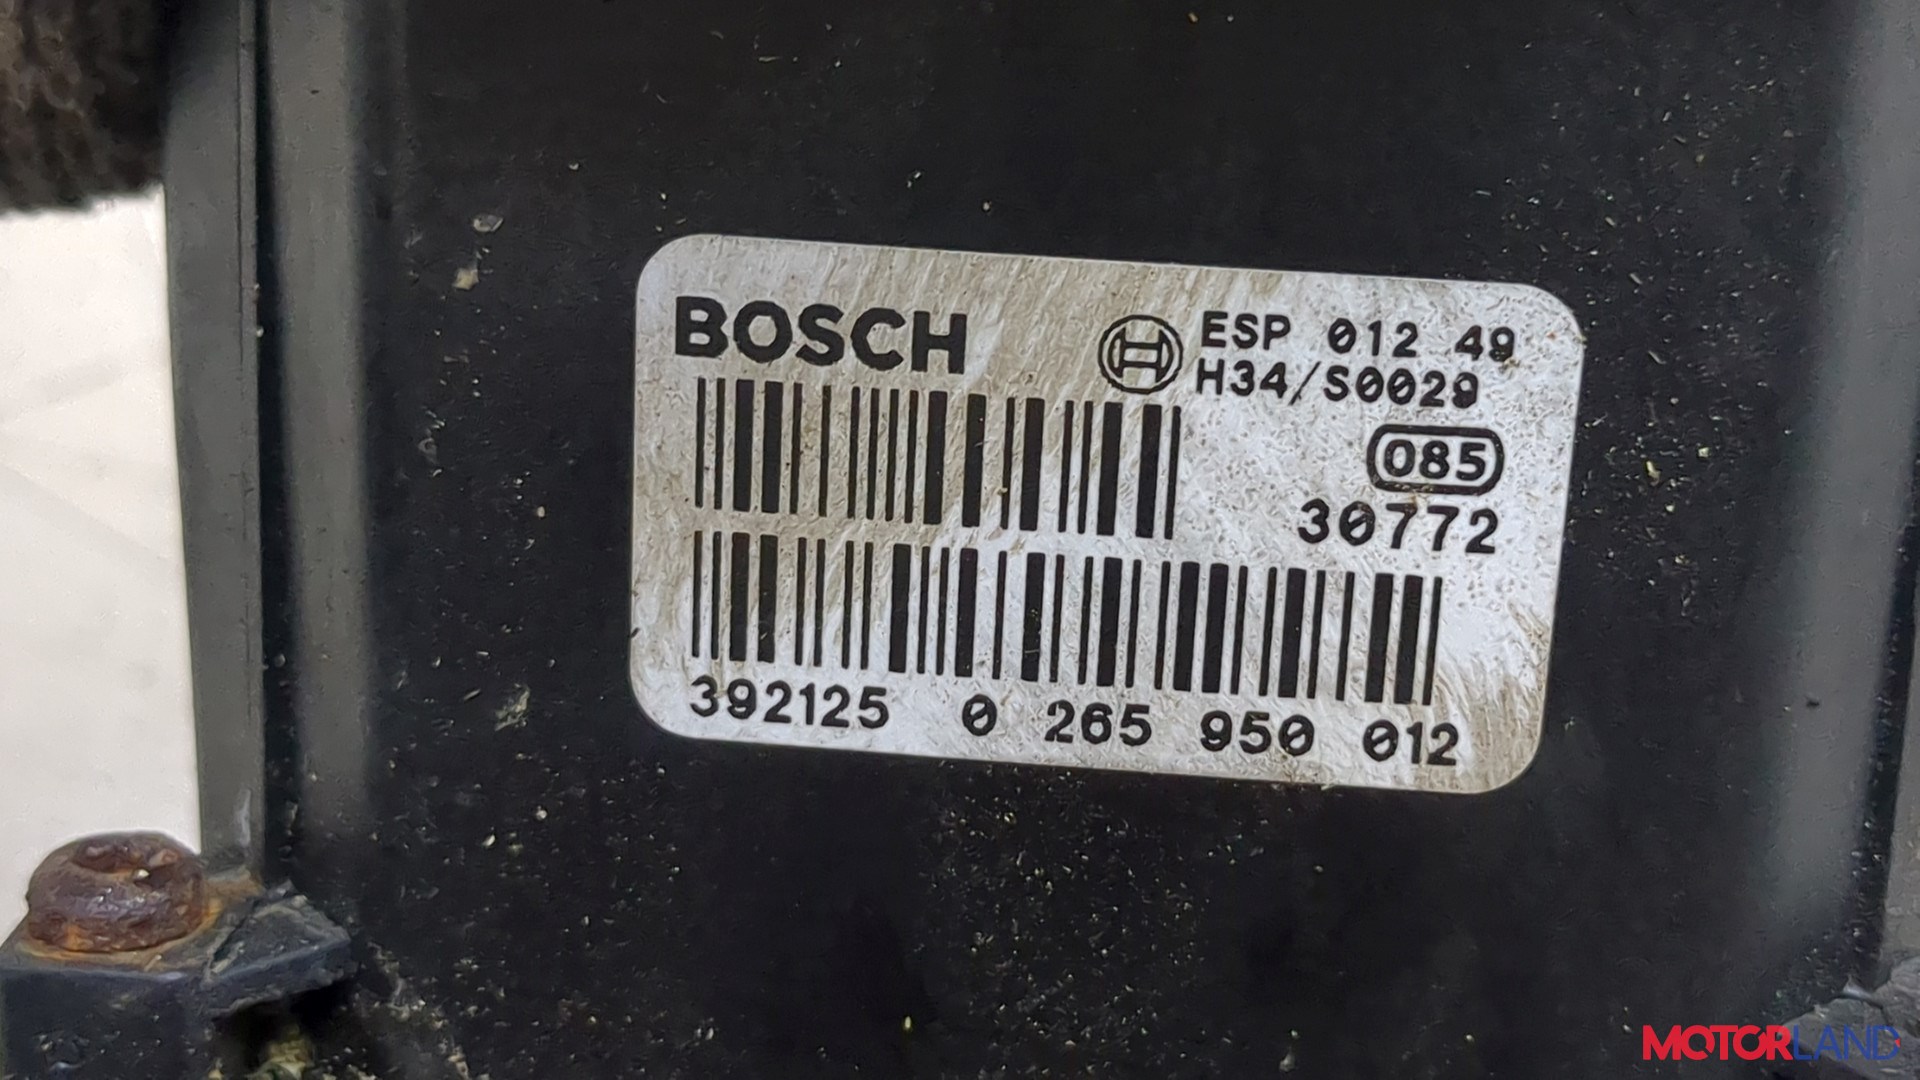 BOSCH
ESP 012 49
H34/S0029
085
30772
392125 0 265 950 012
MOTORLAND